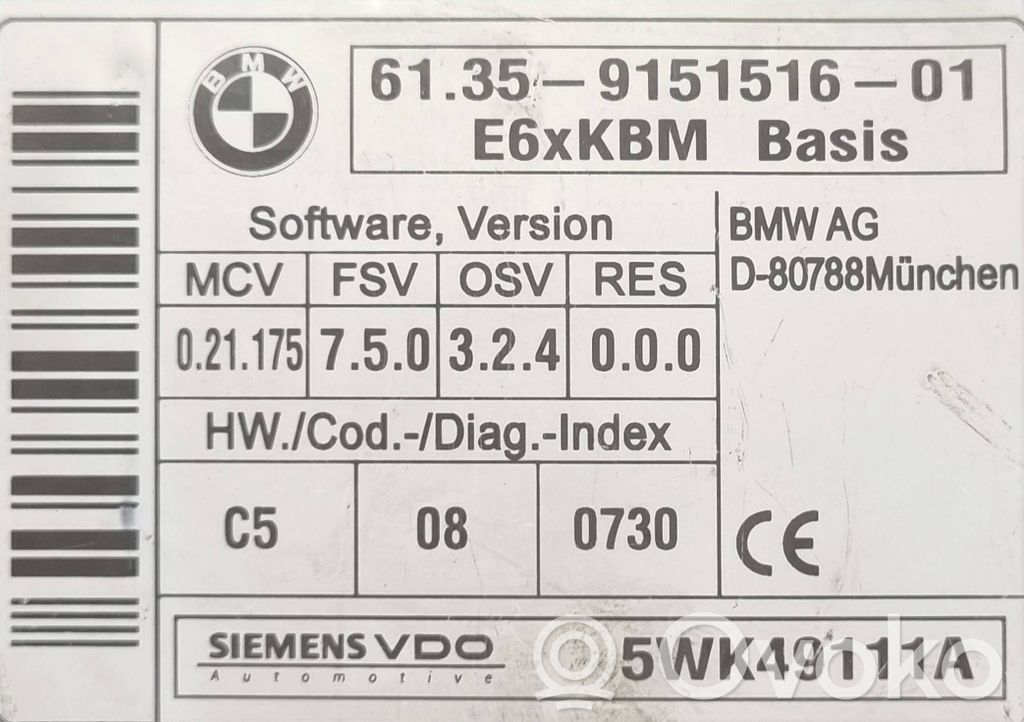 BMW
61.35-9151516-01
E6xKBM Basis
Software, Version
BMW AG
D-80788München
MCV FSV OSV RES
0.21.175 7.5.0 3.2.4 0.0.0
HW./Cod.-/Diag.-Index
C5 08 0730
CE
SIEMENS VDO
Automotive
5WK49111A
ovoko